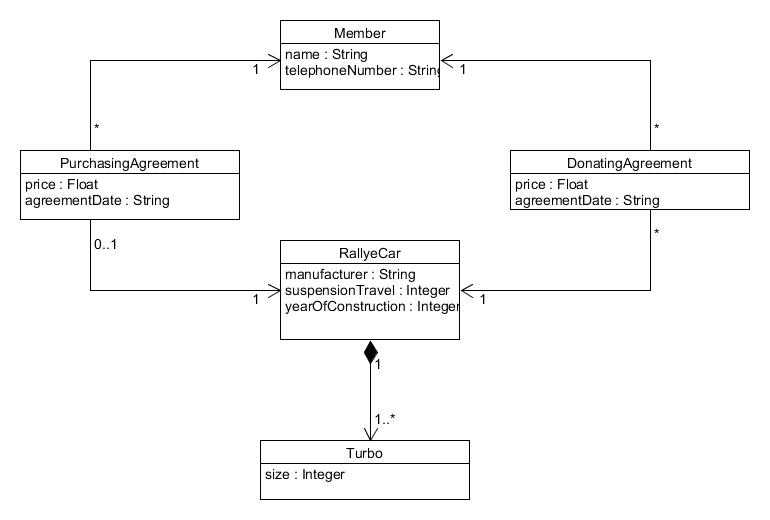 Member
name : String
telephoneNumber : String
1
1
*
*
PurchasingAgreement
price : Float
agreementDate : String
DonatingAgreement
price : Float
agreementDate : String
0..1
*
RallyeCar
manufacturer : String
suspensionTravel : Integer
yearOfConstruction : Integer
1
1
1
1..*
Turbo
size : Integer